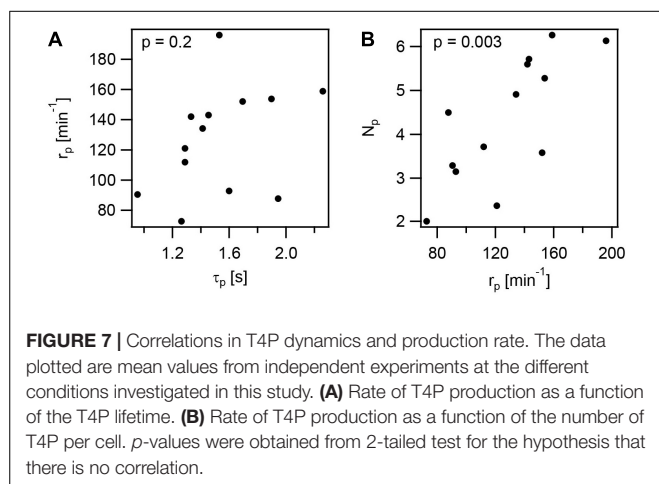 A
p = 0.2
180
160
140
120
100
80
r_p [min⁻¹]
1.2 1.6 2.0
τ_p [s]
B
p = 0.003
6
5
4
3
2
N_p
80 120 160 200
r_p [min⁻¹]
FIGURE 7 | Correlations in T4P dynamics and production rate. The data
plotted are mean values from independent experiments at the different
conditions investigated in this study. (A) Rate of T4P production as a function
of the T4P lifetime. (B) Rate of T4P production as a function of the number of
T4P per cell. p-values were obtained from 2-tailed test for the hypothesis that
there is no correlation.